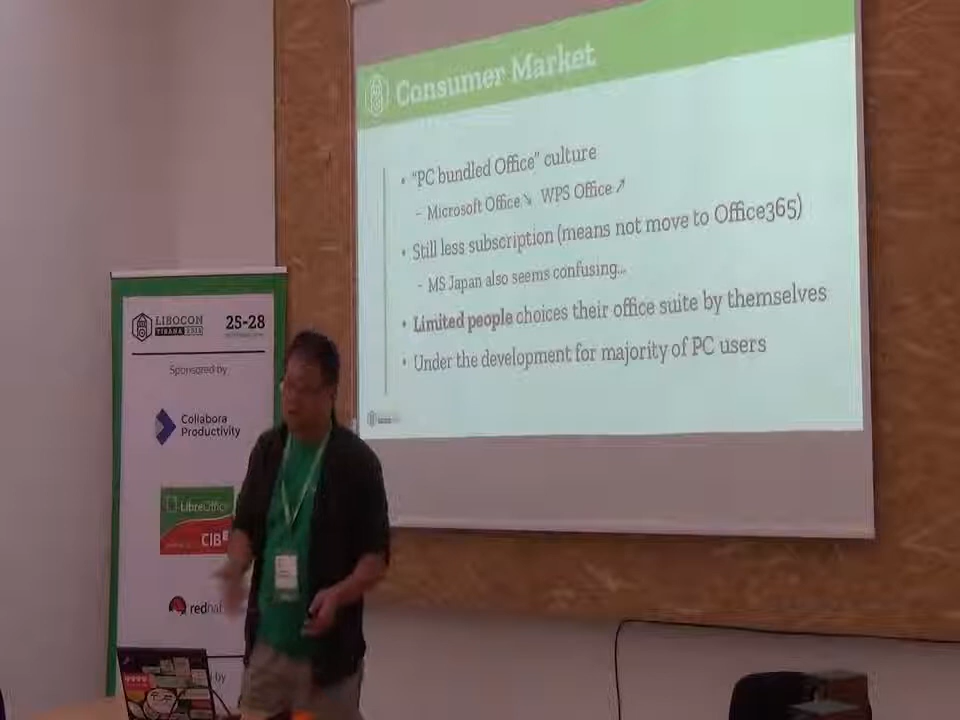 Consumer Market
• "PC bundled Office" culture
– Microsoft Office↘ WPS Office↗
• Still less subscription (means not move to Office365)
– MS Japan also seems confusing...
• Limited people choices their office suite by themselves
• Under the development for majority of PC users
LIBOCON
TIRANA 2018
25-28
Sponsored by
Collabora
Productivity
LibreOffice
CIB
redhat
by